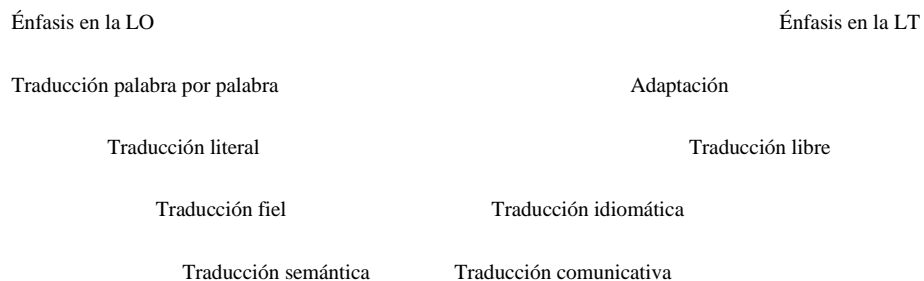 Énfasis en la LO Énfasis en la LT
Traducción palabra por palabra Adaptación
Traducción literal Traducción libre
Traducción fiel Traducción idiomática
Traducción semántica Traducción comunicativa